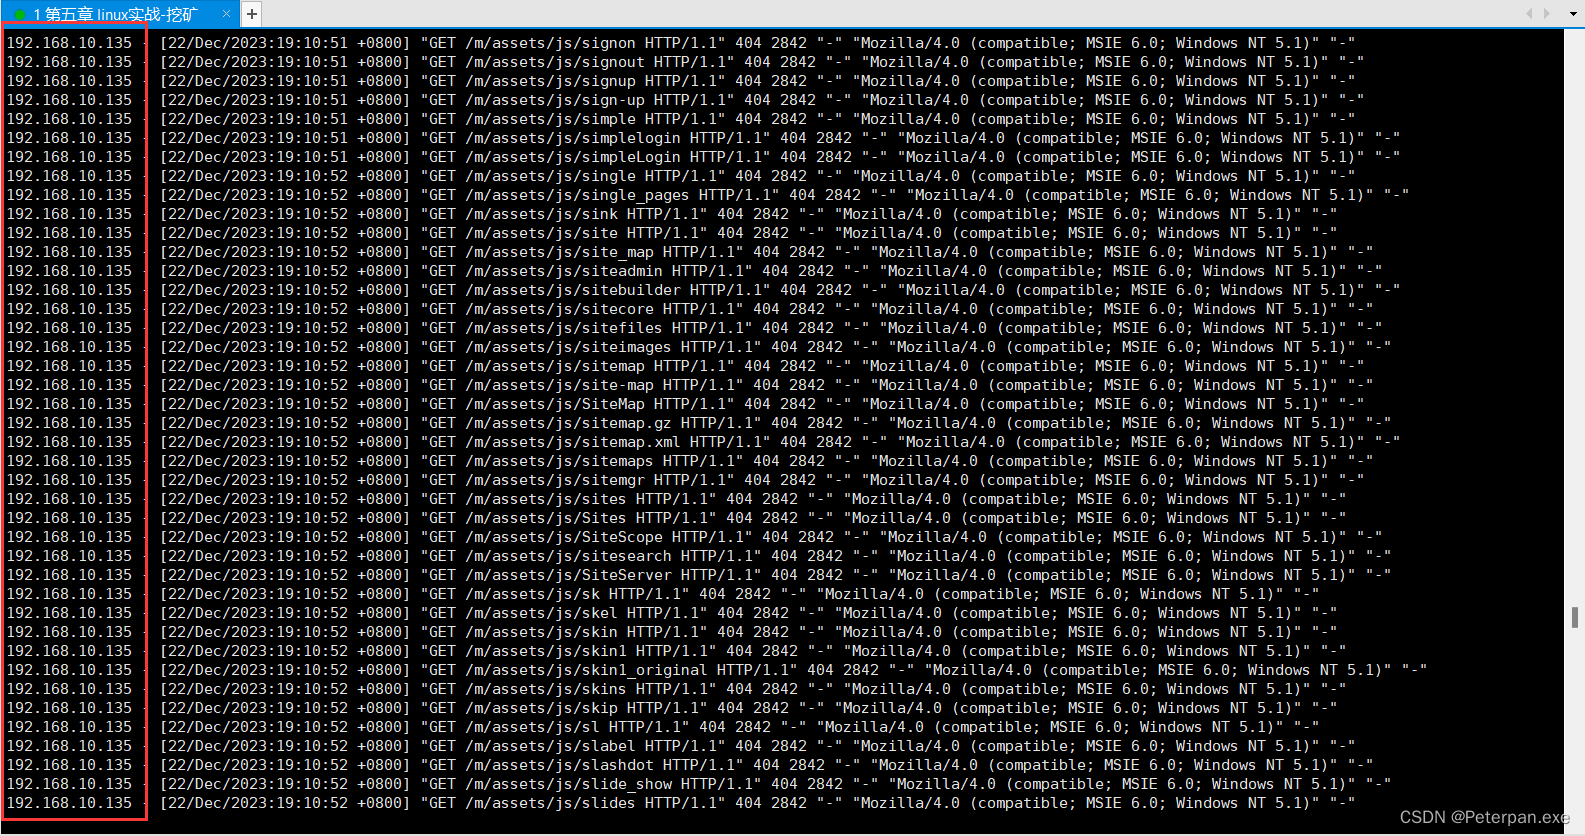 1 第五章 linux实战-挖矿 × +
192.168.10.135 - [22/Dec/2023:19:10:51 +0800] "GET /m/assets/js/signon HTTP/1.1" 404 2842 "-" "Mozilla/4.0 (compatible; MSIE 6.0; Windows NT 5.1)" "-"
192.168.10.135 - [22/Dec/2023:19:10:51 +0800] "GET /m/assets/js/signout HTTP/1.1" 404 2842 "-" "Mozilla/4.0 (compatible; MSIE 6.0; Windows NT 5.1)" "-"
192.168.10.135 - [22/Dec/2023:19:10:51 +0800] "GET /m/assets/js/signup HTTP/1.1" 404 2842 "-" "Mozilla/4.0 (compatible; MSIE 6.0; Windows NT 5.1)" "-"
192.168.10.135 - [22/Dec/2023:19:10:51 +0800] "GET /m/assets/js/sign-up HTTP/1.1" 404 2842 "-" "Mozilla/4.0 (compatible; MSIE 6.0; Windows NT 5.1)" "-"
192.168.10.135 - [22/Dec/2023:19:10:51 +0800] "GET /m/assets/js/simple HTTP/1.1" 404 2842 "-" "Mozilla/4.0 (compatible; MSIE 6.0; Windows NT 5.1)" "-"
192.168.10.135 - [22/Dec/2023:19:10:51 +0800] "GET /m/assets/js/simplelogin HTTP/1.1" 404 2842 "-" "Mozilla/4.0 (compatible; MSIE 6.0; Windows NT 5.1)" "-"
192.168.10.135 - [22/Dec/2023:19:10:51 +0800] "GET /m/assets/js/simpleLogin HTTP/1.1" 404 2842 "-" "Mozilla/4.0 (compatible; MSIE 6.0; Windows NT 5.1)" "-"
192.168.10.135 - [22/Dec/2023:19:10:52 +0800] "GET /m/assets/js/single HTTP/1.1" 404 2842 "-" "Mozilla/4.0 (compatible; MSIE 6.0; Windows NT 5.1)" "-"
192.168.10.135 - [22/Dec/2023:19:10:52 +0800] "GET /m/assets/js/single_pages HTTP/1.1" 404 2842 "-" "Mozilla/4.0 (compatible; MSIE 6.0; Windows NT 5.1)" "-"
192.168.10.135 - [22/Dec/2023:19:10:52 +0800] "GET /m/assets/js/sink HTTP/1.1" 404 2842 "-" "Mozilla/4.0 (compatible; MSIE 6.0; Windows NT 5.1)" "-"
192.168.10.135 - [22/Dec/2023:19:10:52 +0800] "GET /m/assets/js/site HTTP/1.1" 404 2842 "-" "Mozilla/4.0 (compatible; MSIE 6.0; Windows NT 5.1)" "-"
192.168.10.135 - [22/Dec/2023:19:10:52 +0800] "GET /m/assets/js/site_map HTTP/1.1" 404 2842 "-" "Mozilla/4.0 (compatible; MSIE 6.0; Windows NT 5.1)" "-"
192.168.10.135 - [22/Dec/2023:19:10:52 +0800] "GET /m/assets/js/siteadmin HTTP/1.1" 404 2842 "-" "Mozilla/4.0 (compatible; MSIE 6.0; Windows NT 5.1)" "-"
192.168.10.135 - [22/Dec/2023:19:10:52 +0800] "GET /m/assets/js/sitebuilder HTTP/1.1" 404 2842 "-" "Mozilla/4.0 (compatible; MSIE 6.0; Windows NT 5.1)" "-"
192.168.10.135 - [22/Dec/2023:19:10:52 +0800] "GET /m/assets/js/sitecore HTTP/1.1" 404 2842 "-" "Mozilla/4.0 (compatible; MSIE 6.0; Windows NT 5.1)" "-"
192.168.10.135 - [22/Dec/2023:19:10:52 +0800] "GET /m/assets/js/sitefiles HTTP/1.1" 404 2842 "-" "Mozilla/4.0 (compatible; MSIE 6.0; Windows NT 5.1)" "-"
192.168.10.135 - [22/Dec/2023:19:10:52 +0800] "GET /m/assets/js/siteimages HTTP/1.1" 404 2842 "-" "Mozilla/4.0 (compatible; MSIE 6.0; Windows NT 5.1)" "-"
192.168.10.135 - [22/Dec/2023:19:10:52 +0800] "GET /m/assets/js/sitemap HTTP/1.1" 404 2842 "-" "Mozilla/4.0 (compatible; MSIE 6.0; Windows NT 5.1)" "-"
192.168.10.135 - [22/Dec/2023:19:10:52 +0800] "GET /m/assets/js/site-map HTTP/1.1" 404 2842 "-" "Mozilla/4.0 (compatible; MSIE 6.0; Windows NT 5.1)" "-"
192.168.10.135 - [22/Dec/2023:19:10:52 +0800] "GET /m/assets/js/SiteMap HTTP/1.1" 404 2842 "-" "Mozilla/4.0 (compatible; MSIE 6.0; Windows NT 5.1)" "-"
192.168.10.135 - [22/Dec/2023:19:10:52 +0800] "GET /m/assets/js/sitemap.gz HTTP/1.1" 404 2842 "-" "Mozilla/4.0 (compatible; MSIE 6.0; Windows NT 5.1)" "-"
192.168.10.135 - [22/Dec/2023:19:10:52 +0800] "GET /m/assets/js/sitemap.xml HTTP/1.1" 404 2842 "-" "Mozilla/4.0 (compatible; MSIE 6.0; Windows NT 5.1)" "-"
192.168.10.135 - [22/Dec/2023:19:10:52 +0800] "GET /m/assets/js/sitemaps HTTP/1.1" 404 2842 "-" "Mozilla/4.0 (compatible; MSIE 6.0; Windows NT 5.1)" "-"
192.168.10.135 - [22/Dec/2023:19:10:52 +0800] "GET /m/assets/js/sitemgr HTTP/1.1" 404 2842 "-" "Mozilla/4.0 (compatible; MSIE 6.0; Windows NT 5.1)" "-"
192.168.10.135 - [22/Dec/2023:19:10:52 +0800] "GET /m/assets/js/sites HTTP/1.1" 404 2842 "-" "Mozilla/4.0 (compatible; MSIE 6.0; Windows NT 5.1)" "-"
192.168.10.135 - [22/Dec/2023:19:10:52 +0800] "GET /m/assets/js/Sites HTTP/1.1" 404 2842 "-" "Mozilla/4.0 (compatible; MSIE 6.0; Windows NT 5.1)" "-"
192.168.10.135 - [22/Dec/2023:19:10:52 +0800] "GET /m/assets/js/SiteScope HTTP/1.1" 404 2842 "-" "Mozilla/4.0 (compatible; MSIE 6.0; Windows NT 5.1)" "-"
192.168.10.135 - [22/Dec/2023:19:10:52 +0800] "GET /m/assets/js/sitesearch HTTP/1.1" 404 2842 "-" "Mozilla/4.0 (compatible; MSIE 6.0; Windows NT 5.1)" "-"
192.168.10.135 - [22/Dec/2023:19:10:52 +0800] "GET /m/assets/js/SiteServer HTTP/1.1" 404 2842 "-" "Mozilla/4.0 (compatible; MSIE 6.0; Windows NT 5.1)" "-"
192.168.10.135 - [22/Dec/2023:19:10:52 +0800] "GET /m/assets/js/sk HTTP/1.1" 404 2842 "-" "Mozilla/4.0 (compatible; MSIE 6.0; Windows NT 5.1)" "-"
192.168.10.135 - [22/Dec/2023:19:10:52 +0800] "GET /m/assets/js/skel HTTP/1.1" 404 2842 "-" "Mozilla/4.0 (compatible; MSIE 6.0; Windows NT 5.1)" "-"
192.168.10.135 - [22/Dec/2023:19:10:52 +0800] "GET /m/assets/js/skin HTTP/1.1" 404 2842 "-" "Mozilla/4.0 (compatible; MSIE 6.0; Windows NT 5.1)" "-"
192.168.10.135 - [22/Dec/2023:19:10:52 +0800] "GET /m/assets/js/skin1 HTTP/1.1" 404 2842 "-" "Mozilla/4.0 (compatible; MSIE 6.0; Windows NT 5.1)" "-"
192.168.10.135 - [22/Dec/2023:19:10:52 +0800] "GET /m/assets/js/skin1_original HTTP/1.1" 404 2842 "-" "Mozilla/4.0 (compatible; MSIE 6.0; Windows NT 5.1)" "-"
192.168.10.135 - [22/Dec/2023:19:10:52 +0800] "GET /m/assets/js/skins HTTP/1.1" 404 2842 "-" "Mozilla/4.0 (compatible; MSIE 6.0; Windows NT 5.1)" "-"
192.168.10.135 - [22/Dec/2023:19:10:52 +0800] "GET /m/assets/js/skip HTTP/1.1" 404 2842 "-" "Mozilla/4.0 (compatible; MSIE 6.0; Windows NT 5.1)" "-"
192.168.10.135 - [22/Dec/2023:19:10:52 +0800] "GET /m/assets/js/sl HTTP/1.1" 404 2842 "-" "Mozilla/4.0 (compatible; MSIE 6.0; Windows NT 5.1)" "-"
192.168.10.135 - [22/Dec/2023:19:10:52 +0800] "GET /m/assets/js/slabel HTTP/1.1" 404 2842 "-" "Mozilla/4.0 (compatible; MSIE 6.0; Windows NT 5.1)" "-"
192.168.10.135 - [22/Dec/2023:19:10:52 +0800] "GET /m/assets/js/slashdot HTTP/1.1" 404 2842 "-" "Mozilla/4.0 (compatible; MSIE 6.0; Windows NT 5.1)" "-"
192.168.10.135 - [22/Dec/2023:19:10:52 +0800] "GET /m/assets/js/slide_show HTTP/1.1" 404 2842 "-" "Mozilla/4.0 (compatible; MSIE 6.0; Windows NT 5.1)" "-"
192.168.10.135 - [22/Dec/2023:19:10:52 +0800] "GET /m/assets/js/slides HTTP/1.1" 404 2842 "-" "Mozilla/4.0 (compatible; MSIE 6.0; Windows NT 5.1)" "-"
CSDN @Peterpan.exe